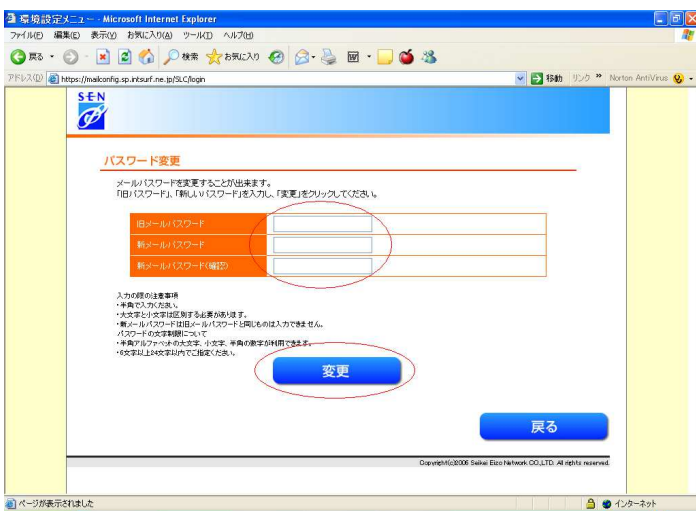 環境設定メニュー - Microsoft Internet Explorer
ファイル(F) 編集(E) 表示(V) お気に入り(A) ツール(T) ヘルプ(H)
戻る 検索 お気に入り
アドレス(D) https://mailconfig.sp.intsurf.ne.jp/SLC/login 移動 リンク » Norton AntiVirus
SEN
パスワード変更
メールパスワードを変更することが出来ます。
「旧パスワード」、「新しいパスワード」を入力し、「変更」をクリックしてください。
旧メールパスワード
新メールパスワード
新メールパスワード(確認)
入力の際の注意事項
・半角で入力ください。
・大文字と小文字は区別する必要があります。
・新メールパスワードは旧メールパスワードと同じものは入力できません。
パスワードの文字制限について
・半角アルファベットの大文字、小文字、半角の数字が利用できます。
・6文字以上24文字以内でご指定ください。
変更
戻る
Copyright(c)2006 Seikei Eizo Network CO.,LTD. All rights reserved.
ページが表示されました インターネット